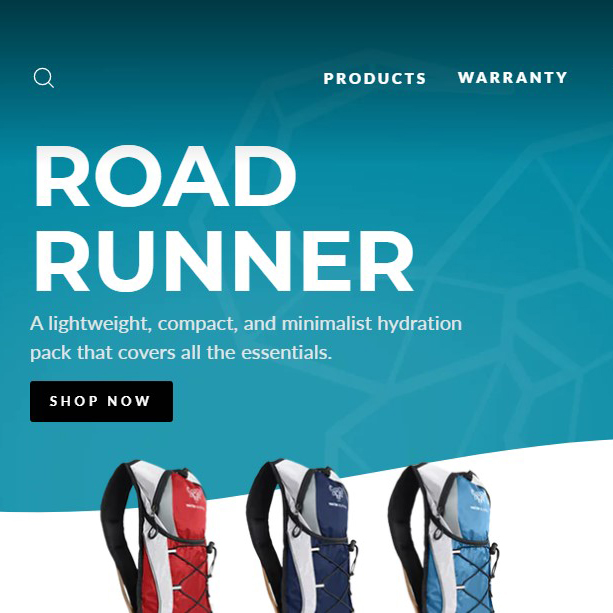 PRODUCTS WARRANTY
ROAD
RUNNER
A lightweight, compact, and minimalist hydration
pack that covers all the essentials.
SHOP NOW